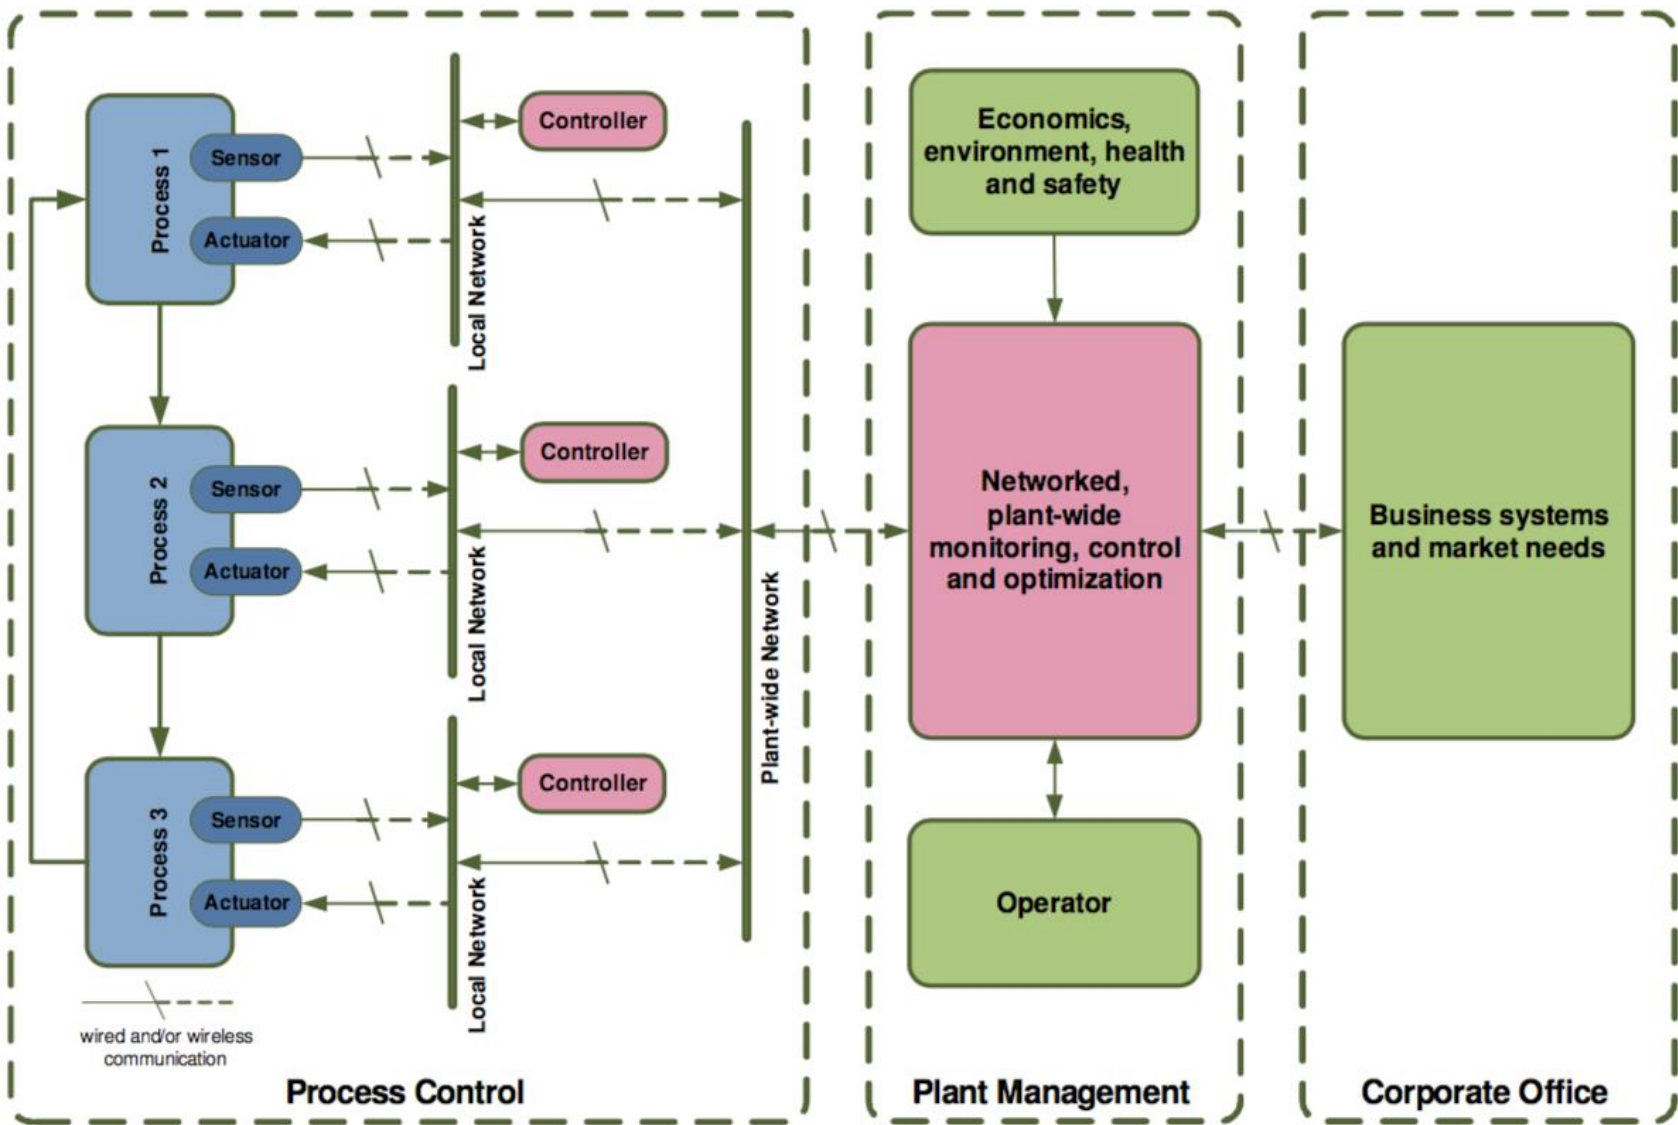 Process 1
Sensor
Actuator
Local Network
Controller
Process 2
Sensor
Actuator
Local Network
Controller
Process 3
Sensor
Actuator
Local Network
Controller
Plant-wide Network
wired and/or wireless
communication
Process Control
Economics,
environment, health
and safety
Networked,
plant-wide
monitoring, control
and optimization
Operator
Plant Management
Business systems
and market needs
Corporate Office